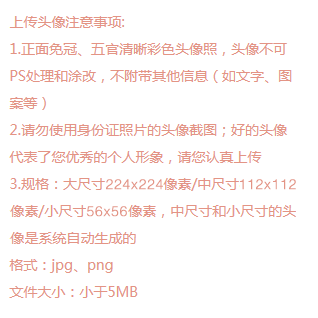 上传头像注意事项:
1.正面免冠、五官清晰彩色头像照，头像不可
PS处理和涂改，不附带其他信息（如文字、图
案等）
2.请勿使用身份证照片的头像截图；好的头像
代表了您优秀的个人形象，请您认真上传
3.规格：大尺寸224x224像素/中尺寸112x112
像素/小尺寸56x56像素，中尺寸和小尺寸的头
像是系统自动生成的
格式：jpg、png
文件大小：小于5MB